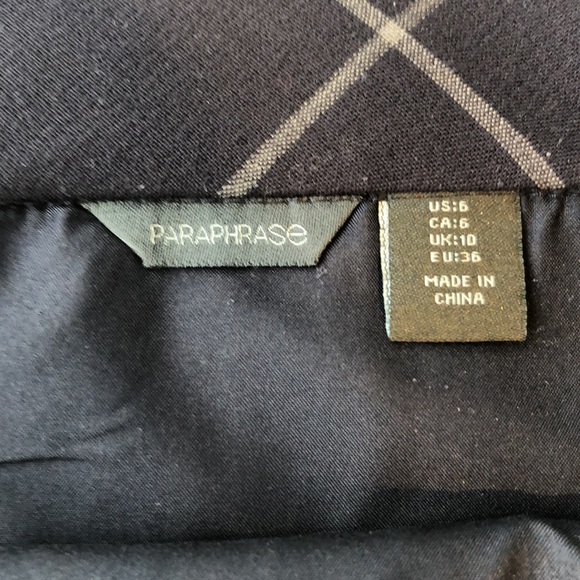 PARAPHRASe
US:6
CA:6
UK:10
EU:36
MADE IN
CHINA